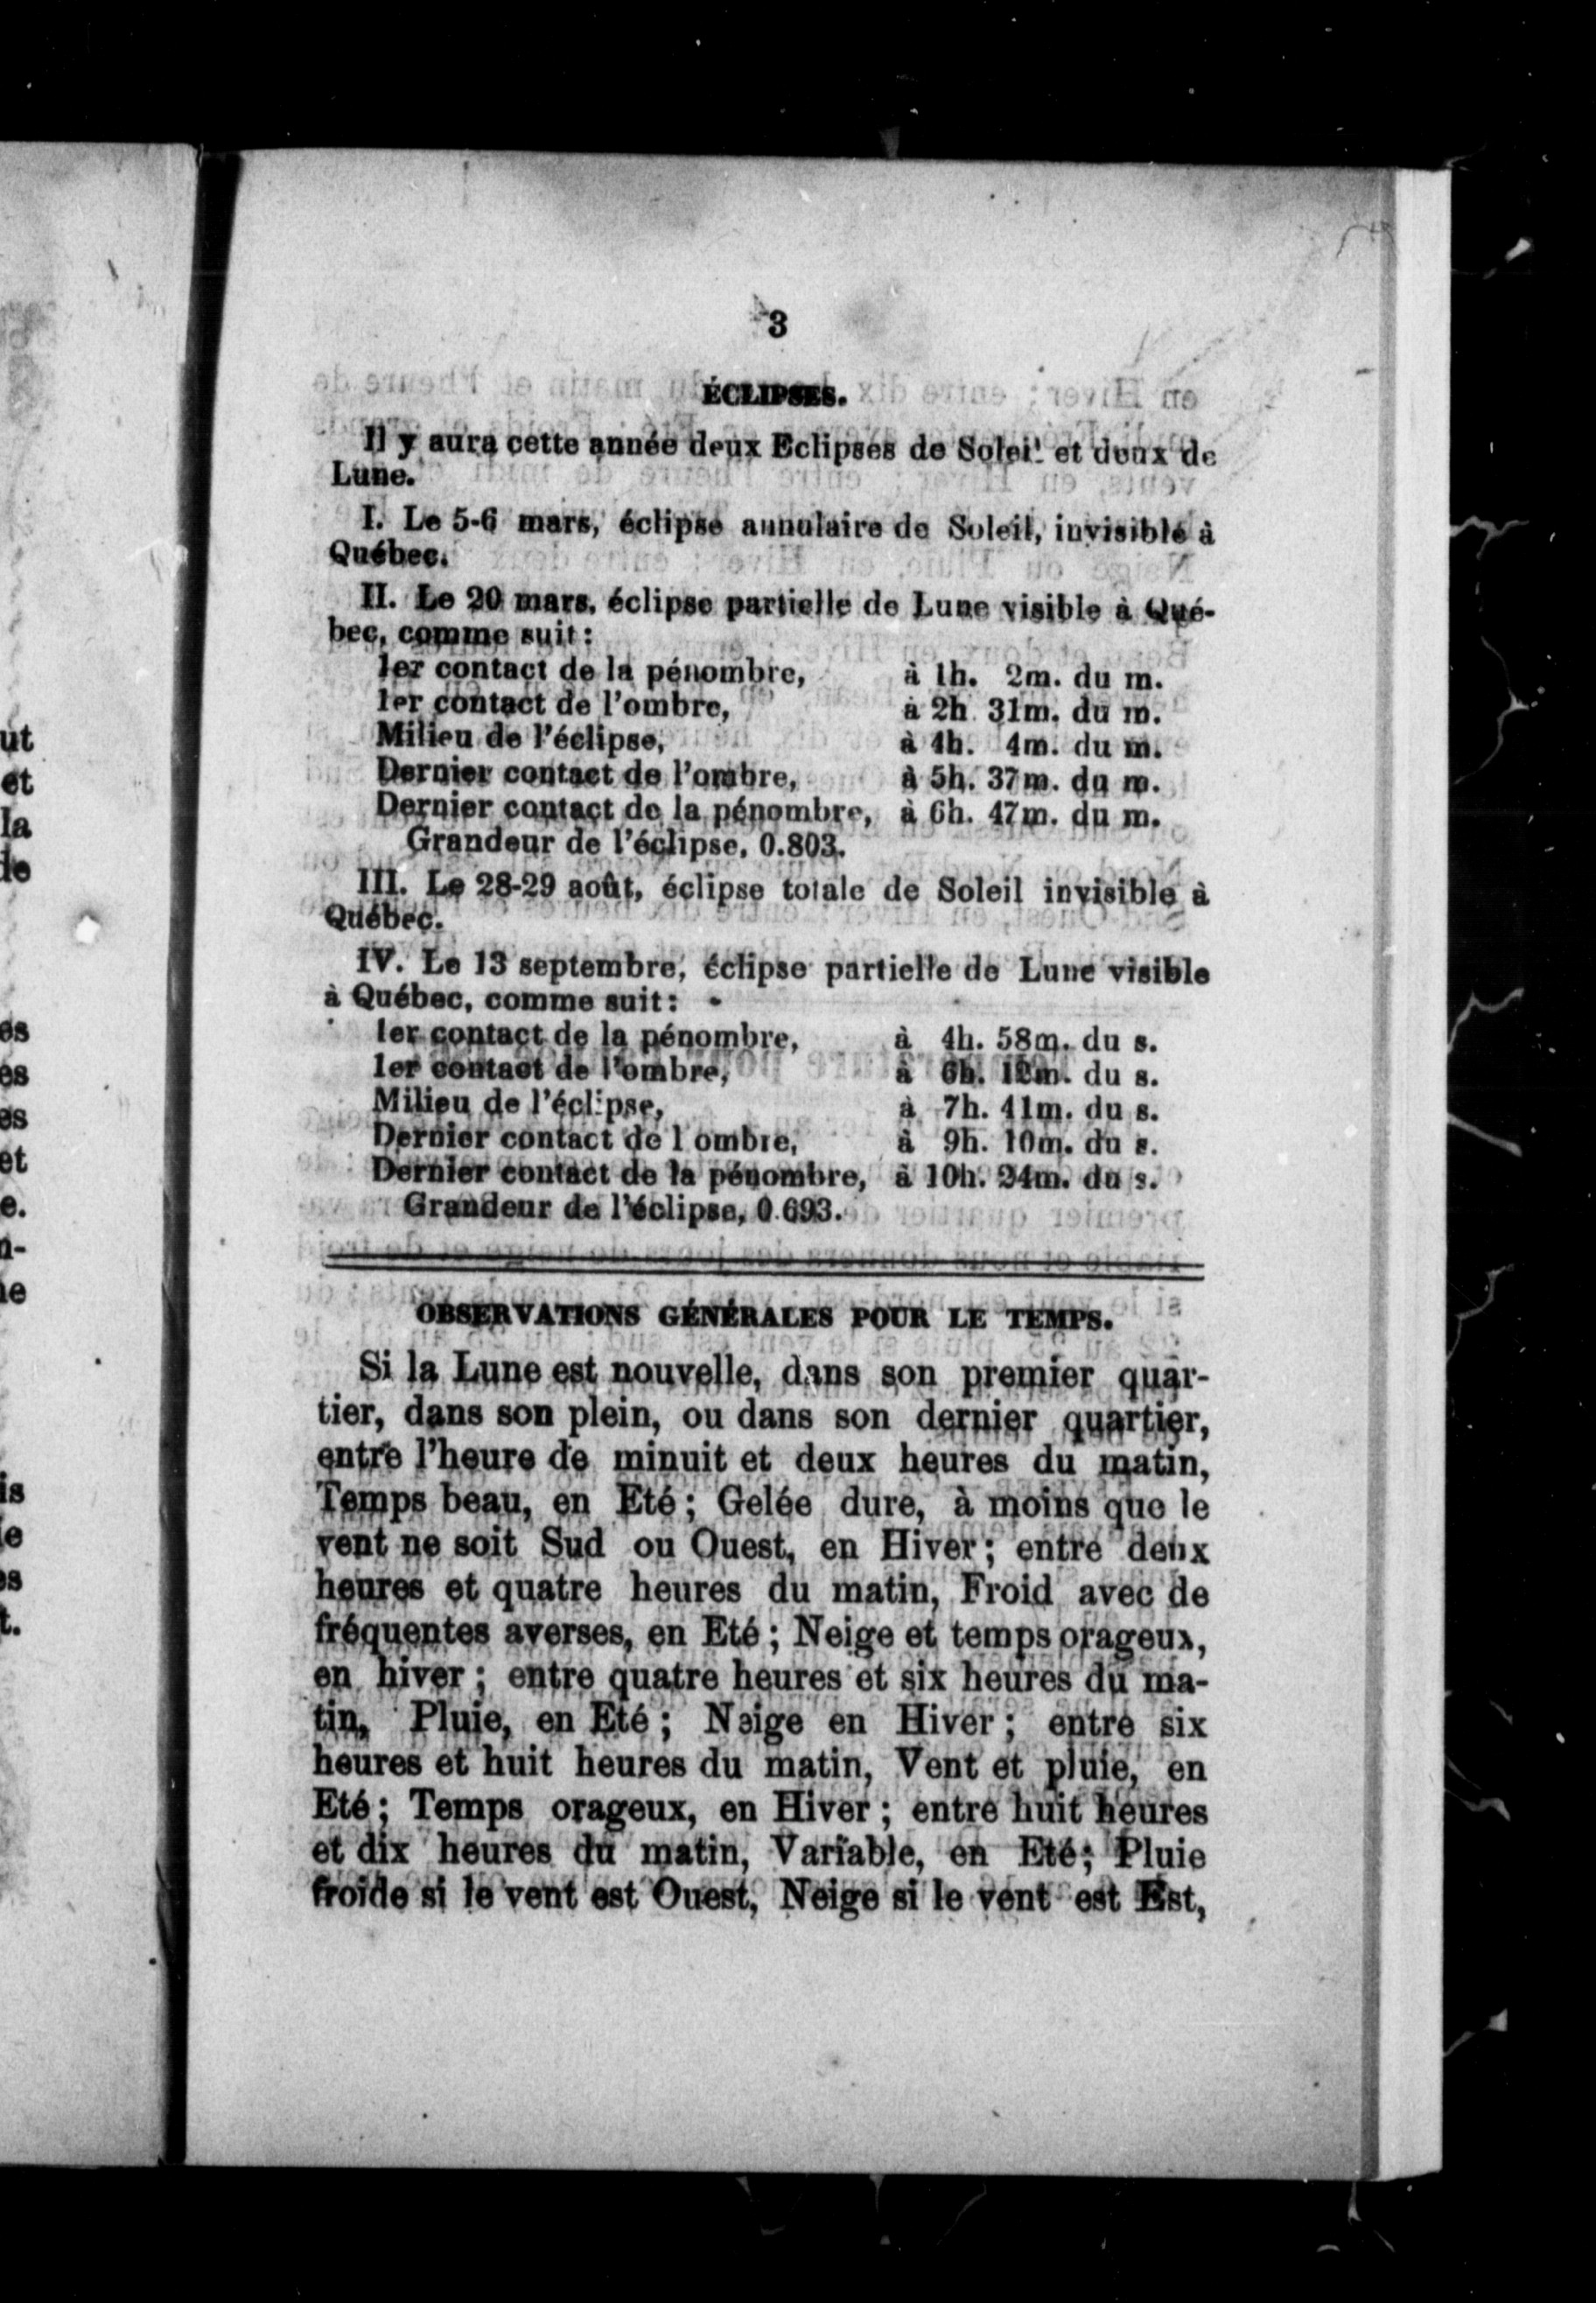 3
ÉCLIPSES.
Il y aura cette année deux Eclipses de Soleil et deux de
Lune.
I. Le 5-6 mars, éclipse annulaire de Soleil, invisible à
Québec.
II. Le 20 mars, éclipse partielle de Lune visible à Qué-
bec, comme suit :
1er contact de la pénombre, à 1h. 2m. du m.
1er contact de l'ombre, à 2h 31m. du m.
Milieu de l'éclipse, à 4h. 4m. du m.
Dernier contact de l'ombre, à 5h. 37m. du m.
Dernier contact de la pénombre, à 6h. 47m. du m.
Grandeur de l'éclipse, 0.803.
III. Le 28-29 août, éclipse totale de Soleil invisible à
Québec.
IV. Le 13 septembre, éclipse partielle de Lune visible
à Québec, comme suit :
1er contact de la pénombre, à 4h. 58m. du s.
1er contact de l'ombre, à 6h. 12m. du s.
Milieu de l'éclipse, à 7h. 41m. du s.
Dernier contact de l ombre, à 9h. 10m. du s.
Dernier contact de la pénombre, à 10h. 24m. du s.
Grandeur de l'éclipse, 0.693.
OBSERVATIONS GÉNÉRALES POUR LE TEMPS.
Si la Lune est nouvelle, dans son premier quar-
tier, dans son plein, ou dans son dernier quartier,
entre l'heure de minuit et deux heures du matin,
Temps beau, en Eté ; Gelée dure, à moins que le
vent ne soit Sud ou Ouest, en Hiver ; entre deux
heures et quatre heures du matin, Froid avec de
fréquentes averses, en Eté ; Neige et temps orageux,
en hiver ; entre quatre heures et six heures du ma-
tin, Pluie, en Eté ; Neige en Hiver ; entre six
heures et huit heures du matin, Vent et pluie, en
Eté ; Temps orageux, en Hiver ; entre huit heures
et dix heures du matin, Variable, en Eté ; Pluie
froide si le vent est Ouest, Neige si le vent est Est,